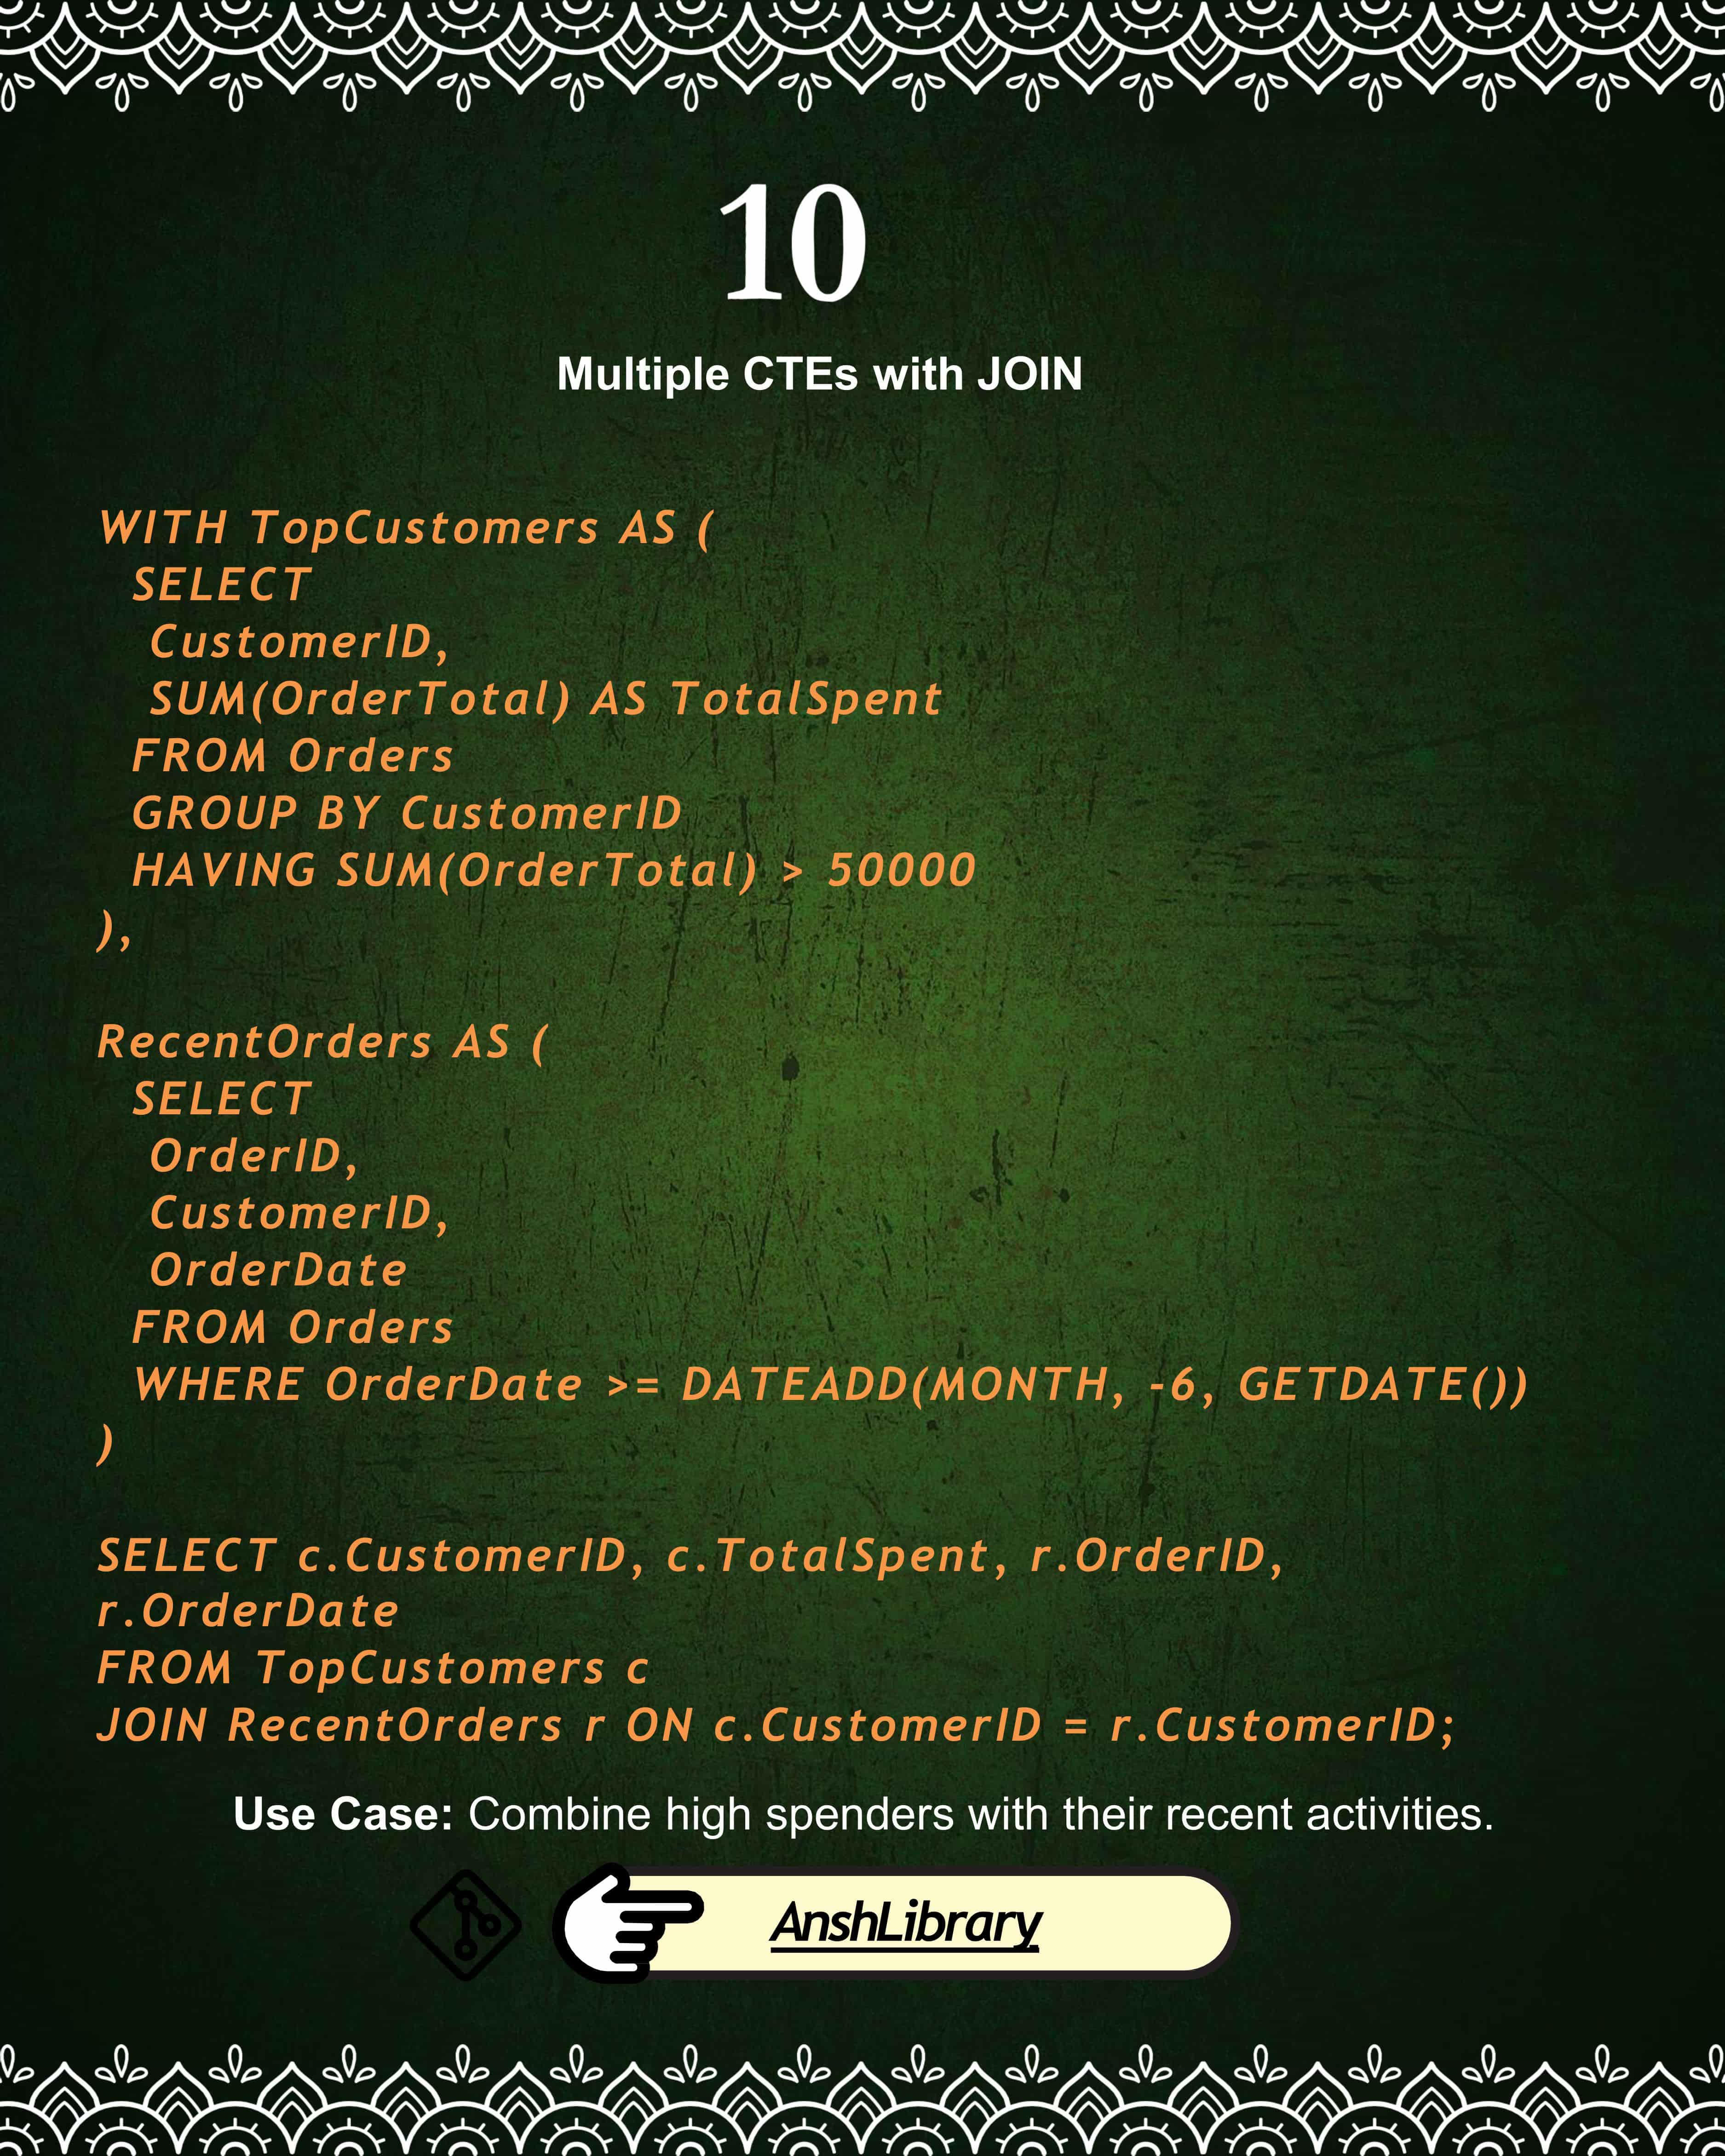 10
Multiple CTEs with JOIN
WITH TopCustomers AS (
SELECT
CustomerID,
SUM(OrderTotal) AS TotalSpent
FROM Orders
GROUP BY CustomerID
HAVING SUM(OrderTotal) > 50000
),
RecentOrders AS (
SELECT
OrderID,
CustomerID,
OrderDate
FROM Orders
WHERE OrderDate >= DATEADD(MONTH, -6, GETDATE())
)
SELECT c.CustomerID, c.TotalSpent, r.OrderID,
r.OrderDate
FROM TopCustomers c
JOIN RecentOrders r ON c.CustomerID = r.CustomerID;
Use Case: Combine high spenders with their recent activities.
AnshLibrary